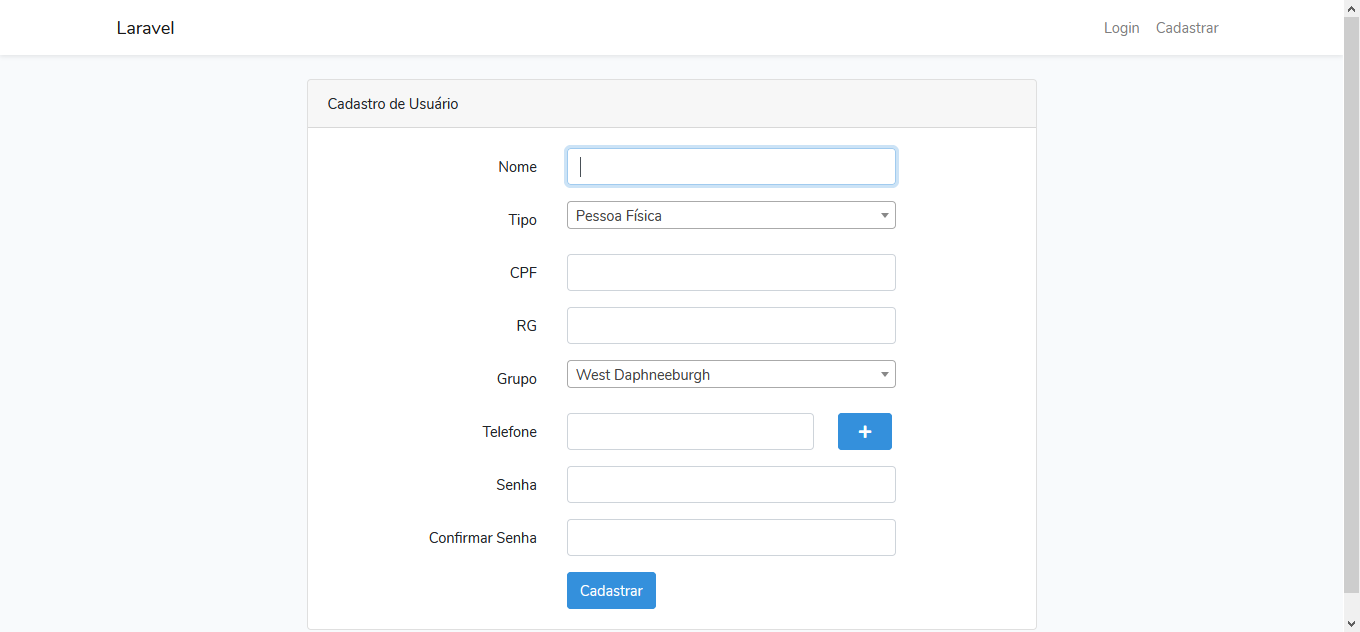 Laravel
Login Cadastrar
Cadastro de Usuário
Nome
Tipo Pessoa Física
CPF
RG
Grupo West Daphneeburgh
Telefone +
Senha
Confirmar Senha
Cadastrar